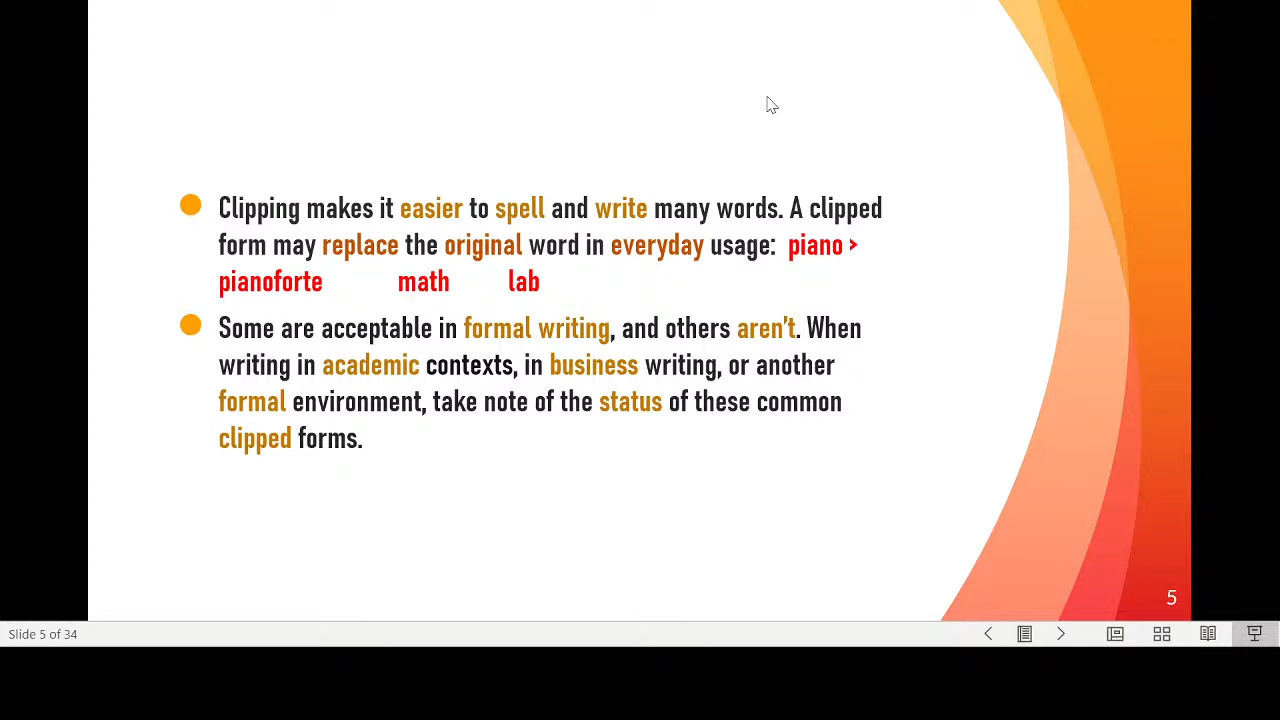 Clipping makes it easier to spell and write many words. A clipped
form may replace the original word in everyday usage: piano >
pianoforte math lab
Some are acceptable in formal writing, and others aren't. When
writing in academic contexts, in business writing, or another
formal environment, take note of the status of these common
clipped forms.
5
Slide 5 of 34